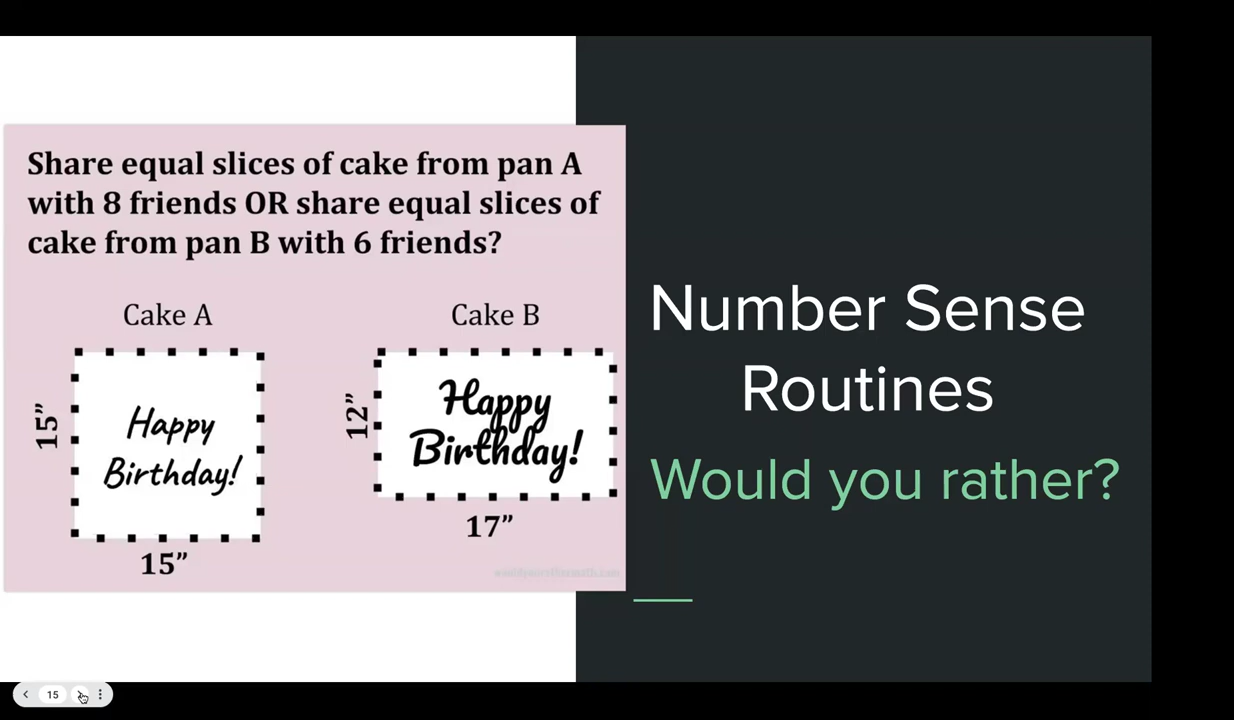 Share equal slices of cake from pan A
with 8 friends OR share equal slices of
cake from pan B with 6 friends?
Cake A
Cake B
15”
Happy
Birthday!
15”
12”
Happy
Birthday!
17”
Number Sense
Routines
Would you rather?
15